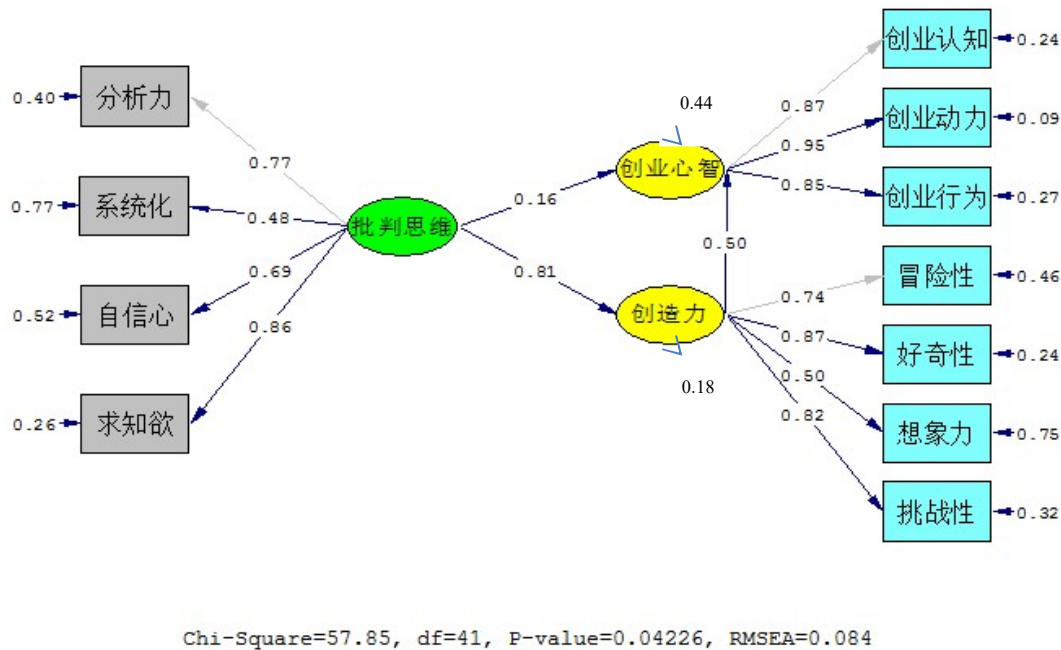 0.40
分析力
0.77
0.77
系统化
0.48
0.52
自信心
0.69
0.26
求知欲
0.86
批判思维
0.16
0.81
0.44
创业心智
0.50
创造力
0.18
0.87
创业认知
0.24
0.95
创业动力
0.09
0.85
创业行为
0.27
0.74
冒险性
0.46
0.87
好奇性
0.24
0.50
想象力
0.75
0.82
挑战性
0.32
Chi-Square=57.85, df=41, P-value=0.04226, RMSEA=0.084